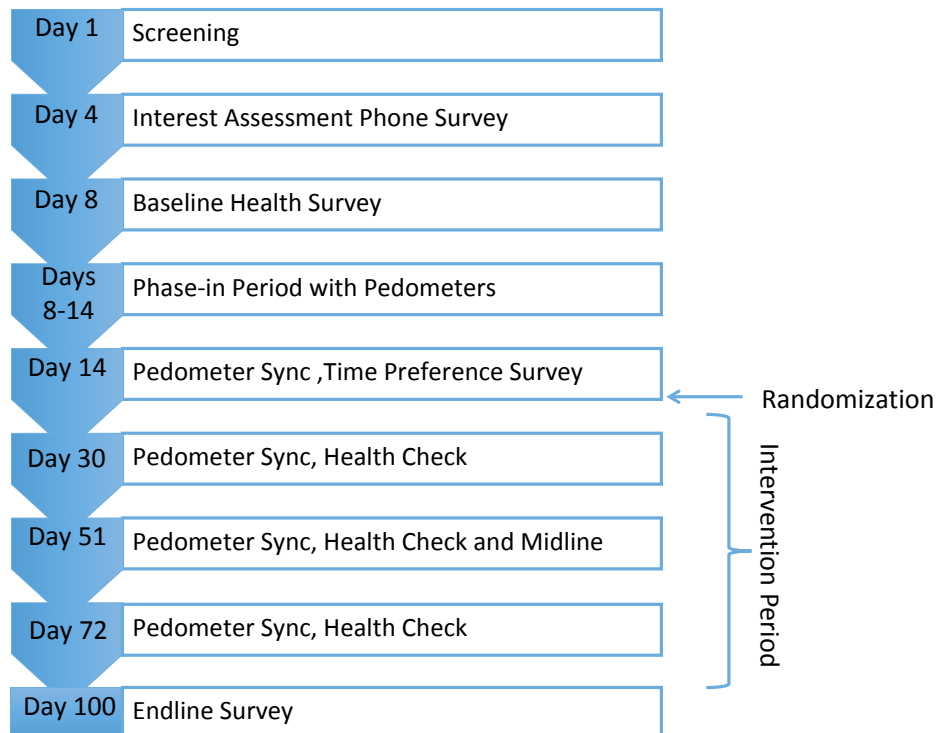 Day 1
Screening
Day 4
Interest Assessment Phone Survey
Day 8
Baseline Health Survey
Days
8-14
Phase-in Period with Pedometers
Day 14
Pedometer Sync ,Time Preference Survey
Randomization
Day 30
Pedometer Sync, Health Check
Day 51
Pedometer Sync, Health Check and Midline
Day 72
Pedometer Sync, Health Check
Intervention Period
Day 100
Endline Survey